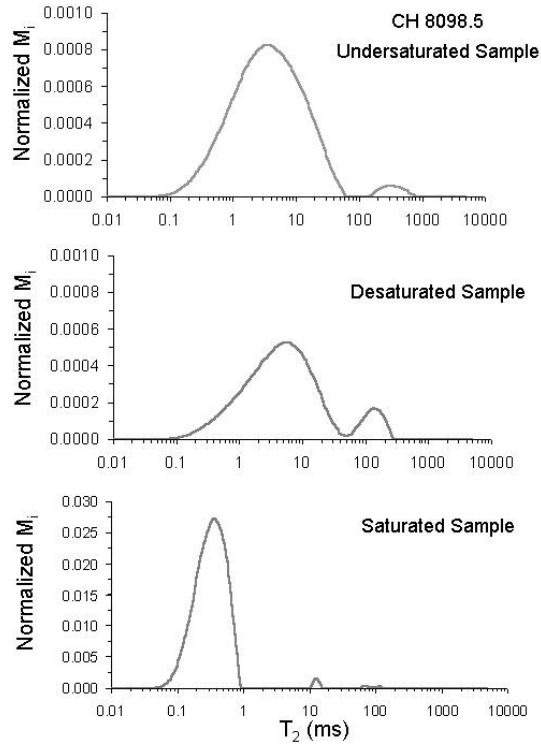 CH 8098.5
Undersaturated Sample
Normalized Mi
0.0010
0.0008
0.0006
0.0004
0.0002
0.0000
0.01 0.1 1 10 100 1000 10000
Desaturated Sample
Normalized Mi
0.0010
0.0008
0.0006
0.0004
0.0002
0.0000
0.01 0.1 1 10 100 1000 10000
Saturated Sample
Normalized Mi
0.030
0.025
0.020
0.015
0.010
0.005
0.000
0.01 0.1 1 10 100 1000 10000
T2 (ms)